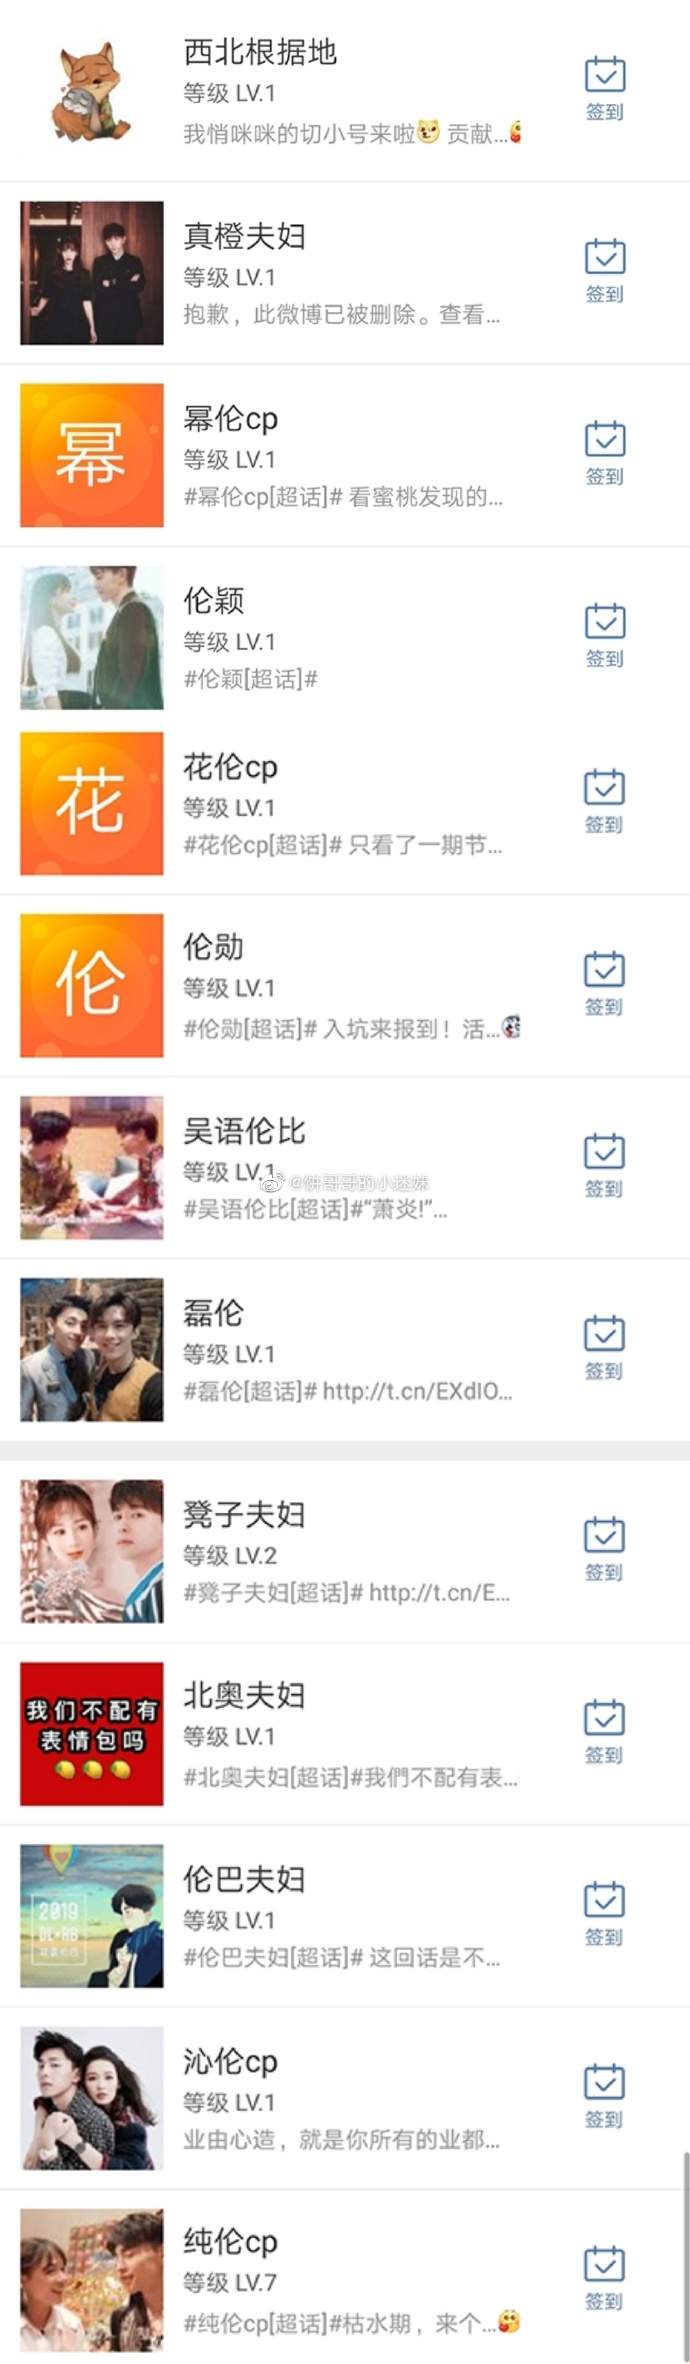 西北根据地
等级 LV.1
我悄咪咪的切小号来啦 贡献...
签到
真橙夫妇
等级 LV.1
抱歉，此微博已被删除。查看...
签到
幂
幂伦cp
等级 LV.1
#幂伦cp[超话]# 看蜜桃发现的...
签到
伦颖
等级 LV.1
#伦颖[超话]#
签到
花
花伦cp
等级 LV.1
#花伦cp[超话]# 只看了一期节...
签到
伦
伦勋
等级 LV.1
#伦勋[超话]# 入坑来报到！活...
签到
吴语伦比
等级 LV.1
@饼哥哥的小迷妹
#吴语伦比[超话]#“萧炎!”...
签到
磊伦
等级 LV.1
#磊伦[超话]# http://t.cn/EXdIO...
签到
凳子夫妇
等级 LV.2
#凳子夫妇[超话]# http://t.cn/E...
签到
我们不配有
表情包吗
北奥夫妇
等级 LV.1
#北奥夫妇[超话]#我們不配有表...
签到
2019
DL×RB
伦巴夫妇
等级 LV.1
#伦巴夫妇[超话]# 这回话是不...
签到
沁伦cp
等级 LV.1
业由心造，就是你所有的业都...
签到
纯伦cp
等级 LV.7
#纯伦cp[超话]#枯水期，来个...
签到